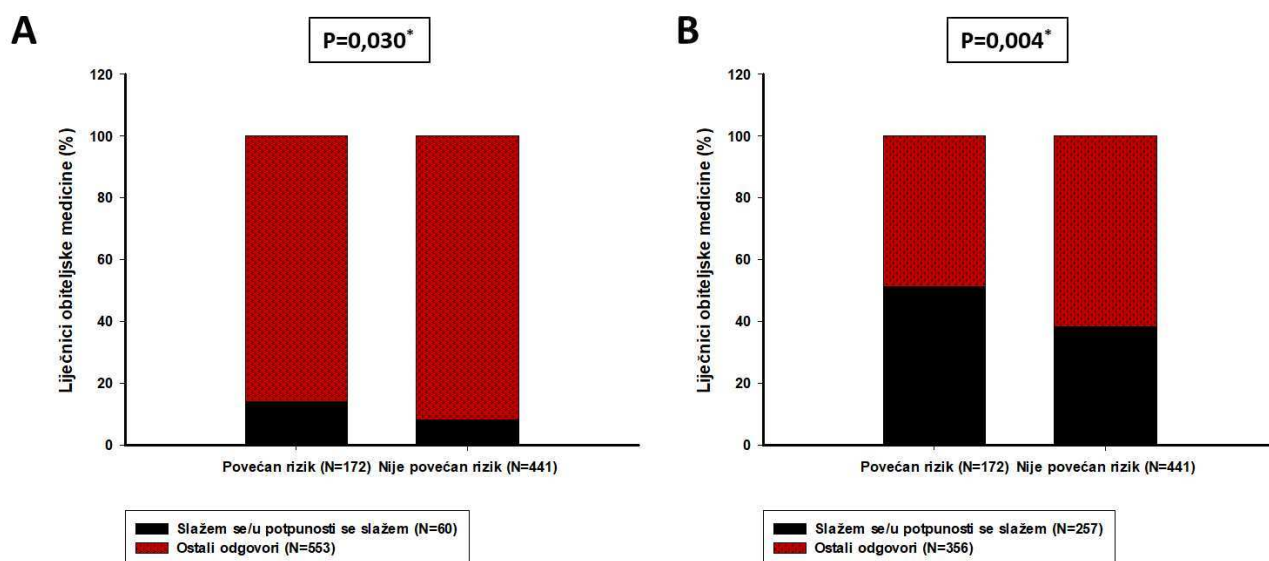 A
P=0,030*
120
100
80
60
40
20
0
Liječnici obiteljske medicine (%)
Povećan rizik (N=172) Nije povećan rizik (N=441)
Slažem se/u potpunosti se slažem (N=60)
Ostali odgovori (N=553)
B
P=0,004*
120
100
80
60
40
20
0
Liječnici obiteljske medicine (%)
Povećan rizik (N=172) Nije povećan rizik (N=441)
Slažem se/u potpunosti se slažem (N=257)
Ostali odgovori (N=356)